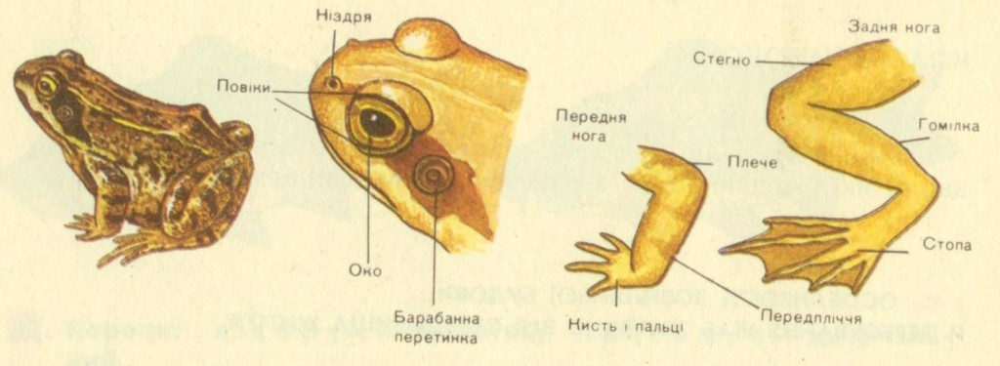 Ніздря
Повіки
Око
Барабанна
перетинка
Передня
нога
Плече
Передпліччя
Кисть і пальці
Задня нога
Стегно
Гомілка
Стопа